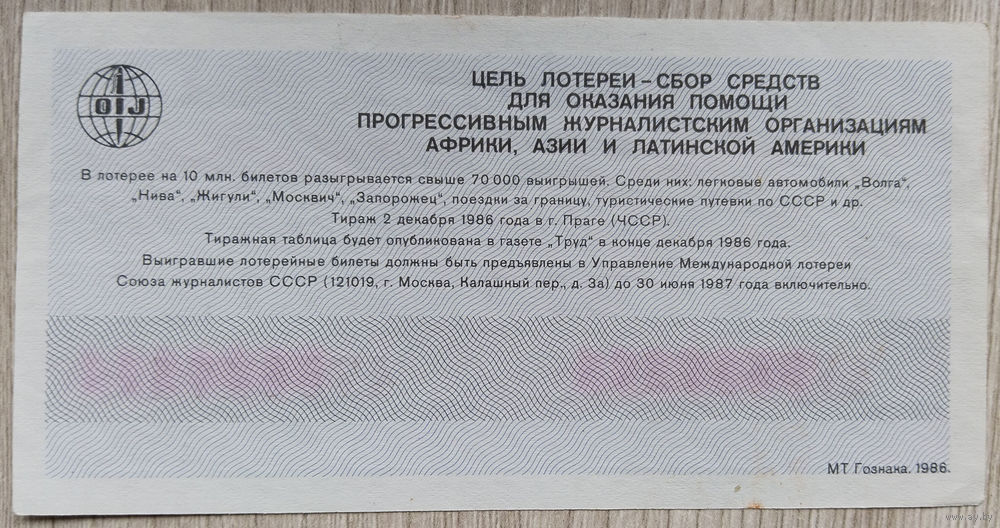 OIJ
ЦЕЛЬ ЛОТЕРЕИ – СБОР СРЕДСТВ
ДЛЯ ОКАЗАНИЯ ПОМОЩИ
ПРОГРЕССИВНЫМ ЖУРНАЛИСТСКИМ ОРГАНИЗАЦИЯМ
АФРИКИ, АЗИИ И ЛАТИНСКОЙ АМЕРИКИ
В лотерее на 10 млн. билетов разыгрывается свыше 70 000 выигрышей. Среди них: легковые автомобили „Волга“,
„Нива“, „Жигули“, „Москвич“, „Запорожец“, поездки за границу, туристические путевки по СССР и др.
Тираж 2 декабря 1986 года в г. Праге (ЧССР).
Тиражная таблица будет опубликована в газете „Труд“ в конце декабря 1986 года.
Выигравшие лотерейные билеты должны быть предъявлены в Управление Международной лотереи
Союза журналистов СССР (121019, г. Москва, Калашный пер., д. 3а) до 30 июня 1987 года включительно.
МТ Гознака. 1986.
www.ay.by